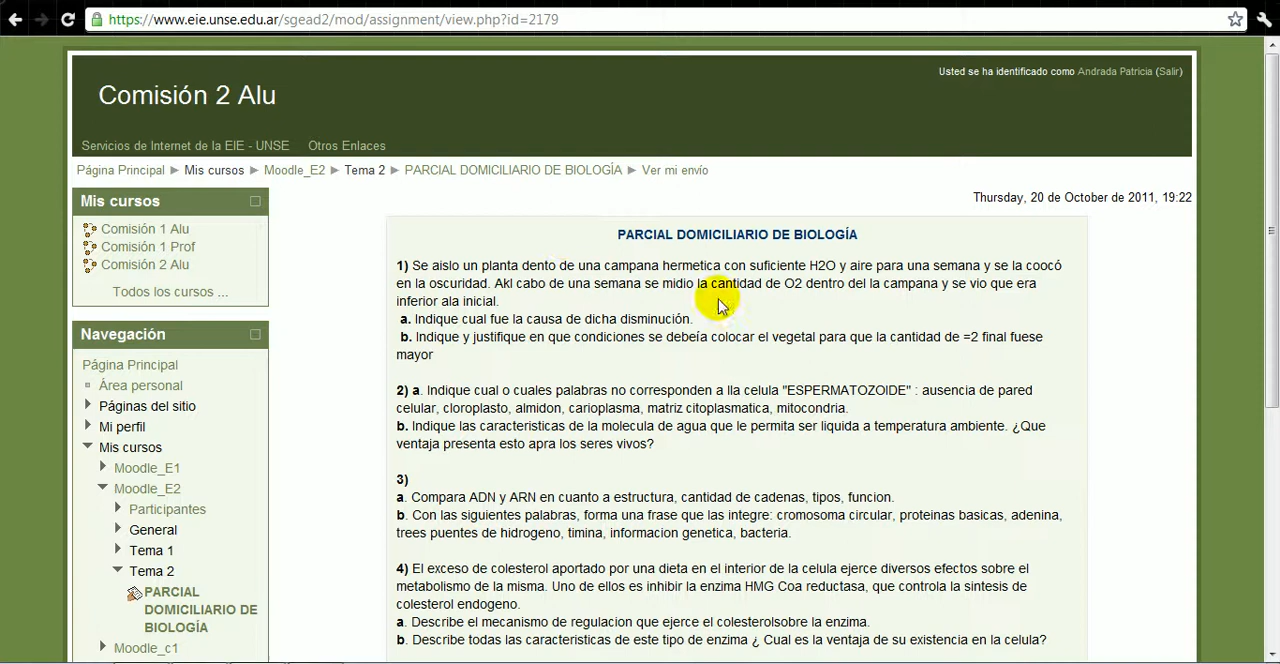 https://www.eie.unse.edu.ar/sgead2/mod/assignment/view.php?id=2179
Usted se ha identificado como Andrada Patricia (Salir)
Comisión 2 Alu
Servicios de Internet de la EIE - UNSE Otros Enlaces
Página Principal ► Mis cursos ► Moodle_E2 ► Tema 2 ► PARCIAL DOMICILIARIO DE BIOLOGÍA ► Ver mi envío
Thursday, 20 de October de 2011, 19:22
Mis cursos
Comisión 1 Alu
Comisión 1 Prof
Comisión 2 Alu
Todos los cursos ...
Navegación
Página Principal
Área personal
Páginas del sitio
Mi perfil
Mis cursos
Moodle_E1
Moodle_E2
Participantes
General
Tema 1
Tema 2
PARCIAL
DOMICILIARIO DE
BIOLOGÍA
Moodle_c1
PARCIAL DOMICILIARIO DE BIOLOGÍA
1) Se aislo un planta dento de una campana hermetica con suficiente H2O y aire para una semana y se la coocó
en la oscuridad. Akl cabo de una semana se midio la cantidad de O2 dentro del la campana y se vio que era
inferior ala inicial.
a. Indique cual fue la causa de dicha disminución.
b. Indique y justifique en que condiciones se debeía colocar el vegetal para que la cantidad de =2 final fuese
mayor
2) a. Indique cual o cuales palabras no corresponden a lla celula "ESPERMATOZOIDE" : ausencia de pared
celular, cloroplasto, almidon, carioplasma, matriz citoplasmatica, mitocondria.
b. Indique las caracteristicas de la molecula de agua que le permita ser liquida a temperatura ambiente. ¿Que
ventaja presenta esto apra los seres vivos?
3)
a. Compara ADN y ARN en cuanto a estructura, cantidad de cadenas, tipos, funcion.
b. Con las siguientes palabras, forma una frase que las integre: cromosoma circular, proteinas basicas, adenina,
trees puentes de hidrogeno, timina, informacion genetica, bacteria.
4) El exceso de colesterol aportado por una dieta en el interior de la celula ejerce diversos efectos sobre el
metabolismo de la misma. Uno de ellos es inhibir la enzima HMG Coa reductasa, que controla la sintesis de
colesterol endogeno.
a. Describe el mecanismo de regulacion que ejerce el colesterolsobre la enzima.
b. Describe todas las caracteristicas de este tipo de enzima ¿ Cual es la ventaja de su existencia en la celula?